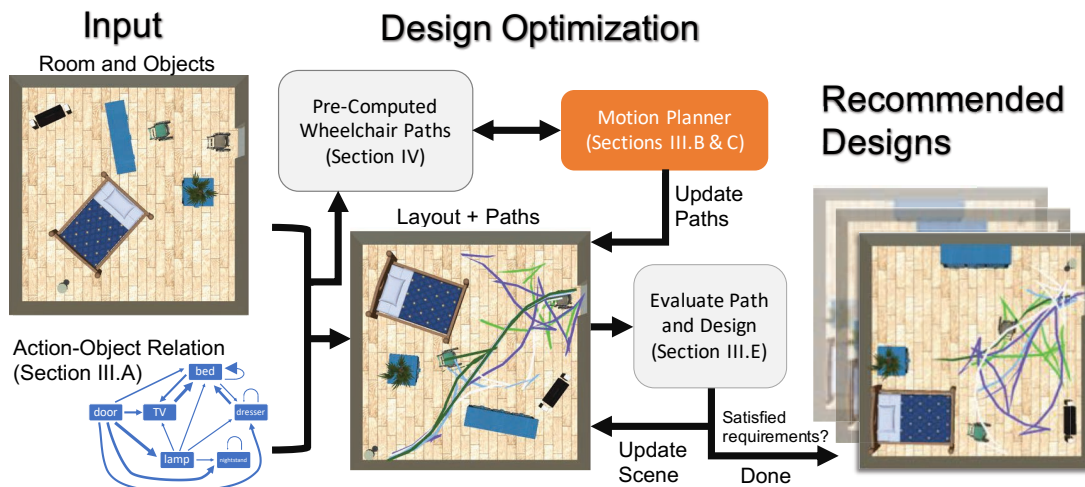 Input
Design Optimization
Room and Objects
Pre-Computed
Wheelchair Paths
(Section IV)
Motion Planner
(Sections III.B & C)
Recommended
Designs
Update
Paths
Layout + Paths
Evaluate Path
and Design
(Section III.E)
Action-Object Relation
(Section III.A)
bed
door
TV
dresser
lamp
nightstand
Update
Scene
Satisfied
requirements?
Done